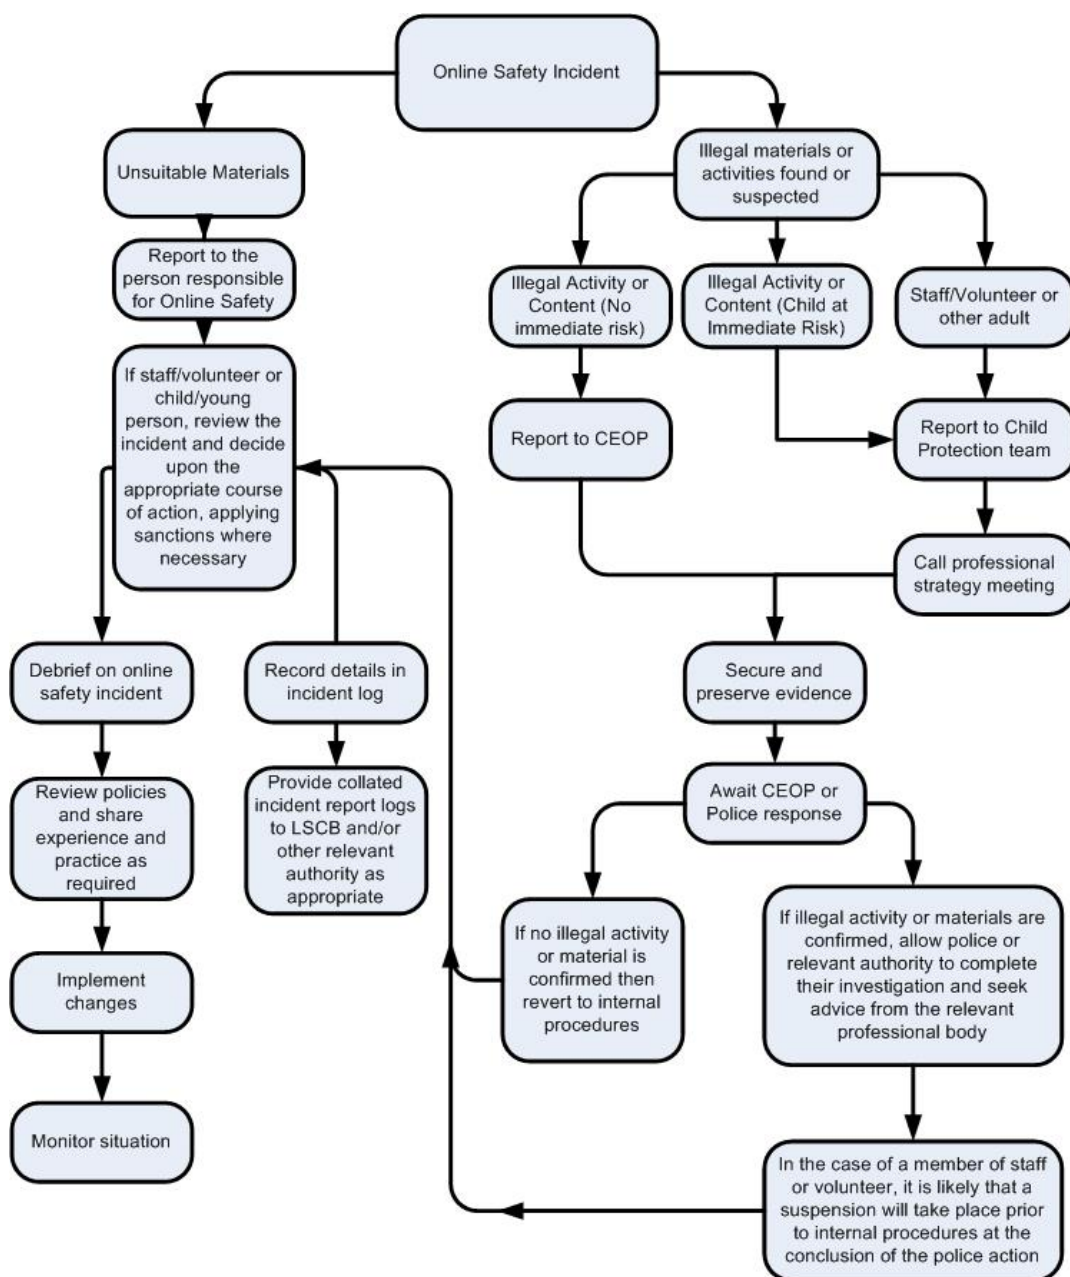 Online Safety Incident
Unsuitable Materials
Report to the
person responsible
for Online Safety
If staff/volunteer or
child/young
person, review the
incident and decide
upon the
appropriate course
of action, applying
sanctions where
necessary
Debrief on online
safety incident
Review policies
and share
experience and
practice as
required
Implement
changes
Monitor situation
Record details in
incident log
Provide collated
incident report logs
to LSCB and/or
other relevant
authority as
appropriate
Illegal materials or
activities found or
suspected
Illegal Activity or
Content (No
immediate risk)
Illegal Activity or
Content (Child at
Immediate Risk)
Staff/Volunteer or
other adult
Report to CEOP
Report to Child
Protection team
Call professional
strategy meeting
Secure and
preserve evidence
Await CEOP or
Police response
If no illegal activity
or material is
confirmed then
revert to internal
procedures
If illegal activity or materials are
confirmed, allow police or
relevant authority to complete
their investigation and seek
advice from the relevant
professional body
In the case of a member of staff
or volunteer, it is likely that a
suspension will take place prior
to internal procedures at the
conclusion of the police action